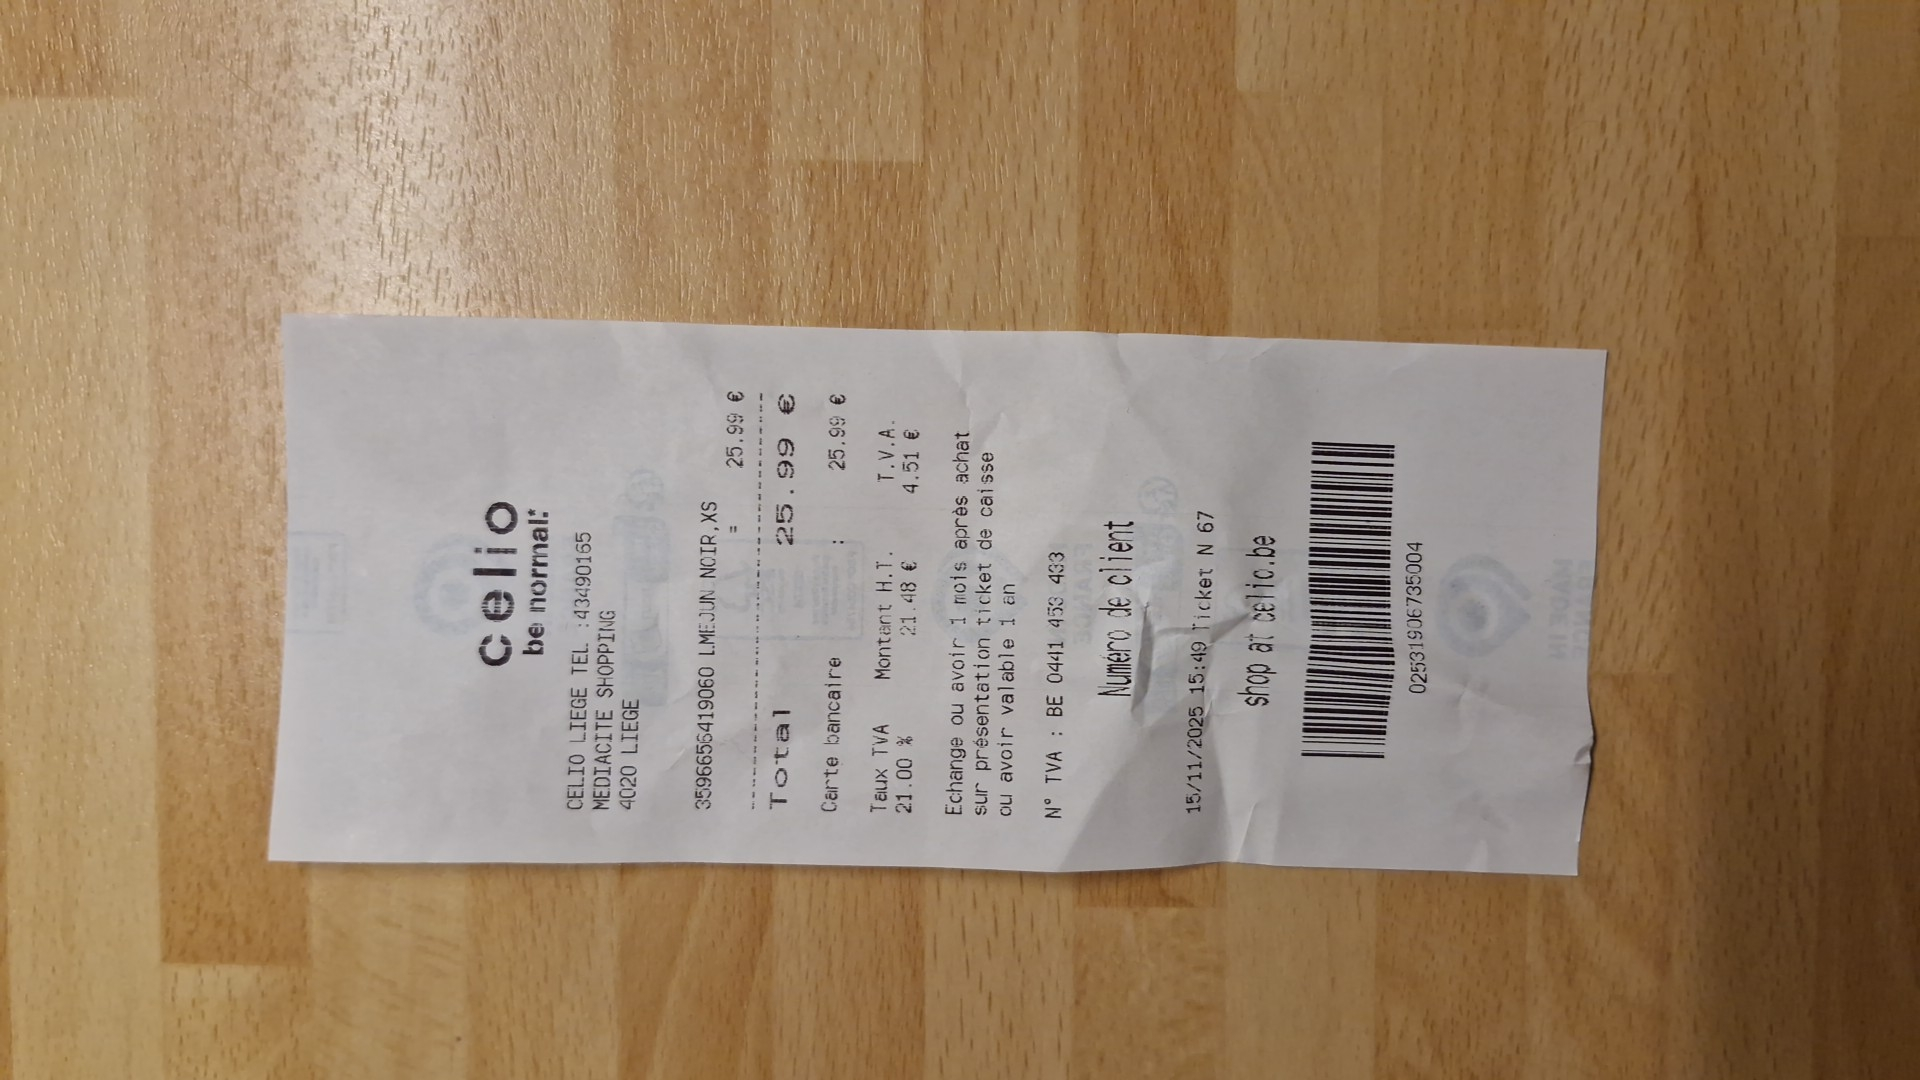 celio
be normal*
CELIO LIEGE TEL :43490165
MEDIACITE SHOPPING
4020 LIEGE
3596655419060 LMEJUN NOIR,XS
= 25.99 €
Total 25.99 €
Carte bancaire : 25.99 €
Taux TVA Montant H.T. T.V.A.
21.00 % 21.48 € 4.51 €
Echange ou avoir 1 mois après achat
sur présentation ticket de caisse
ou avoir valable 1 an
N° TVA : BE 0441 453 433
Numéro de client
15/11/2025 15:49 Ticket N 67
shop at celio.be
0253190673 5004